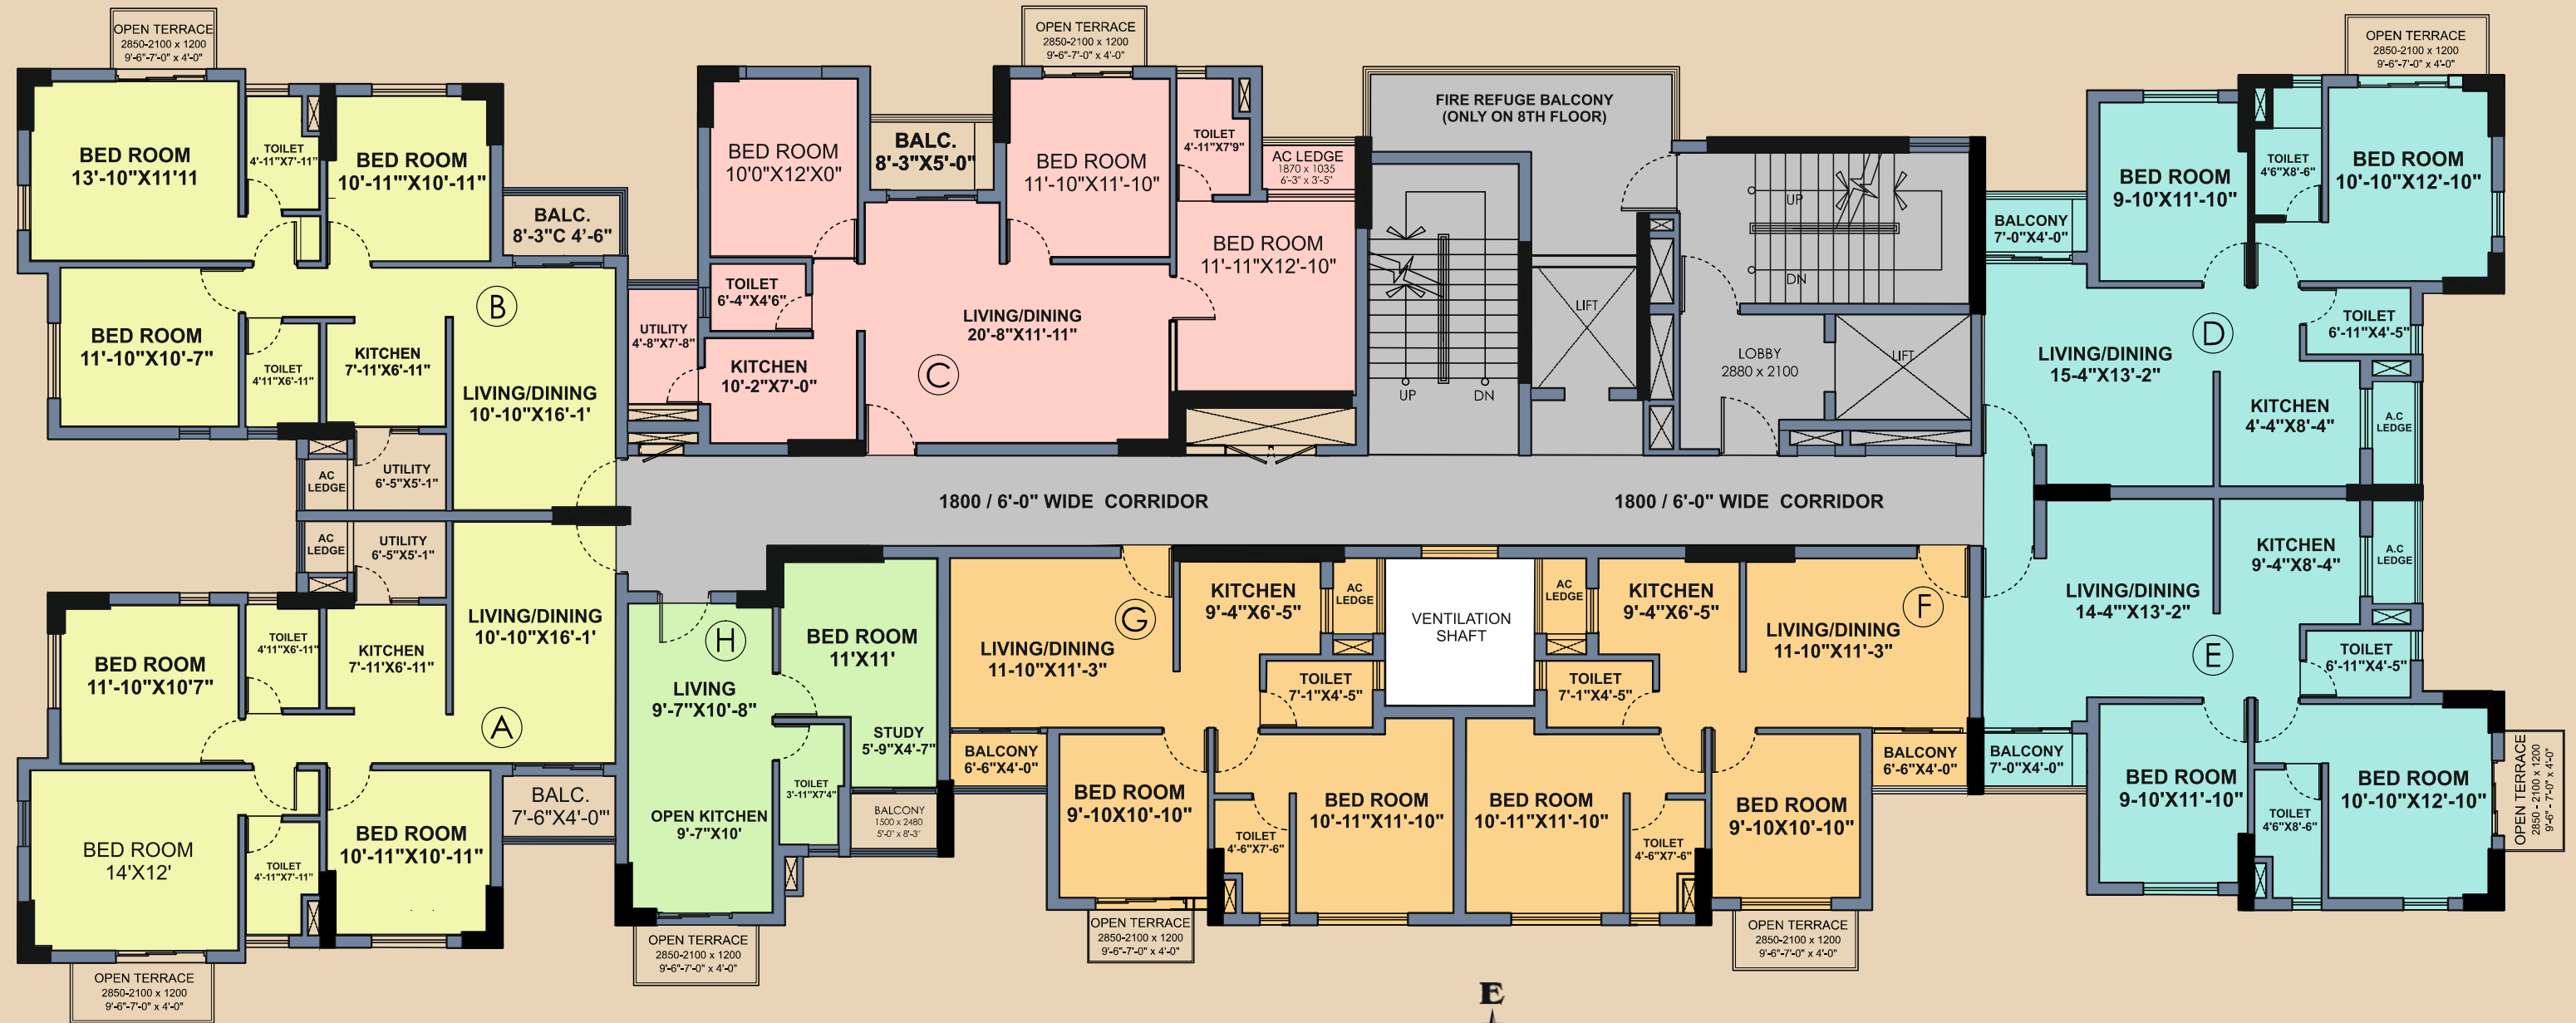 OPEN TERRACE
2850-2100 x 1200
9'-6"-7'-0" x 4'-0"
BED ROOM
13'-10"X11'11
TOILET
4'-11"X7'-11"
BED ROOM
10'-11"'X10'-11"
BALC.
8'-3"C 4'-6"
BED ROOM
11'-10"X10'-7"
TOILET
4'11"X6'-11"
KITCHEN
7'-11'X6'-11"
B
LIVING/DINING
10'-10"X16'-1'
AC
LEDGE
UTILITY
6'-5"X5'-1"
AC
LEDGE
UTILITY
6'-5"X5'-1"
BED ROOM
11'-10"X10'7"
TOILET
4'11"X6'-11"
KITCHEN
7'-11'X6'-11"
LIVING/DINING
10'-10"X16'-1'
A
BED ROOM
14'X12'
TOILET
4'-11"X7'-11"
BED ROOM
10'-11"X10'-11"
BALC.
7'-6"X4'-0"'
OPEN TERRACE
2850-2100 x 1200
9'-6"-7'-0" x 4'-0"
OPEN TERRACE
2850-2100 x 1200
9'-6"-7'-0" x 4'-0"
BED ROOM
10'0"X12'X0"
BALC.
8'-3"X5'-0"
BED ROOM
11'-10"X11'-10"
TOILET
4'-11"X7'9"
AC LEDGE
1870 x 1035
6'-3" x 3'-5"
BED ROOM
11'-11"X12'-10"
TOILET
6'-4"X4'6"
UTILITY
4'-8"X7'-8"
KITCHEN
10'-2"X7'-0"
LIVING/DINING
20'-8"X11'-11"
C
FIRE REFUGE BALCONY
(ONLY ON 8TH FLOOR)
UP
DN
LIFT
UP
DN
LOBBY
2880 x 2100
LIFT
1800 / 6'-0" WIDE CORRIDOR
1800 / 6'-0" WIDE CORRIDOR
OPEN TERRACE
2850-2100 x 1200
9'-6"-7'-0" x 4'-0"
BED ROOM
9-10'X11'-10"
TOILET
4'6"X8'-6"
BED ROOM
10'-10"X12'-10"
BALCONY
7'-0"X4'-0"
D
TOILET
6'-11"X4'-5"
LIVING/DINING
15-4"X13'-2"
KITCHEN
4'-4"X8'-4"
A.C
LEDGE
A.C
LEDGE
KITCHEN
9'-4"X8'-4"
LIVING/DINING
14-4"'X13'-2"
E
TOILET
6'-11"X4'-5"
BALCONY
7'-0"X4'-0"
BED ROOM
9-10'X11'-10"
TOILET
4'6"X8'-6"
BED ROOM
10'-10"X12'-10"
OPEN TERRACE
2850 - 2100 x 1200
9'-6"- 7'-0" x 4'-0"
H
LIVING
9'-7"X10'-8"
BED ROOM
11'X11'
STUDY
5'-9"X4'-7"
TOILET
3'-11"X7'4"
OPEN KITCHEN
9'-7"X10'
BALCONY
1500 x 2480
5'-0" x 8'-3'
OPEN TERRACE
2850-2100 x 1200
9'-6"-7'-0" x 4'-0"
LIVING/DINING
11-10"X11'-3"
G
KITCHEN
9'-4"X6'-5"
AC
LEDGE
TOILET
7'-1"X4'-5"
BALCONY
6'-6"X4'-0"
BED ROOM
9'-10X10'-10"
TOILET
4'-6"X7'-6"
BED ROOM
10'-11"X11'-10"
OPEN TERRACE
2850-2100 x 1200
9'-6"-7'-0" x 4'-0"
VENTILATION
SHAFT
AC
LEDGE
KITCHEN
9'-4"X6'-5"
F
LIVING/DINING
11-10"X11'-3"
TOILET
7'-1"X4'-5"
BALCONY
6'-6"X4'-0"
BED ROOM
10'-11"X11'-10"
TOILET
4'-6"X7'-6"
BED ROOM
9'-10X10'-10"
OPEN TERRACE
2850-2100 x 1200
9'-6"-7'-0" x 4'-0"
E